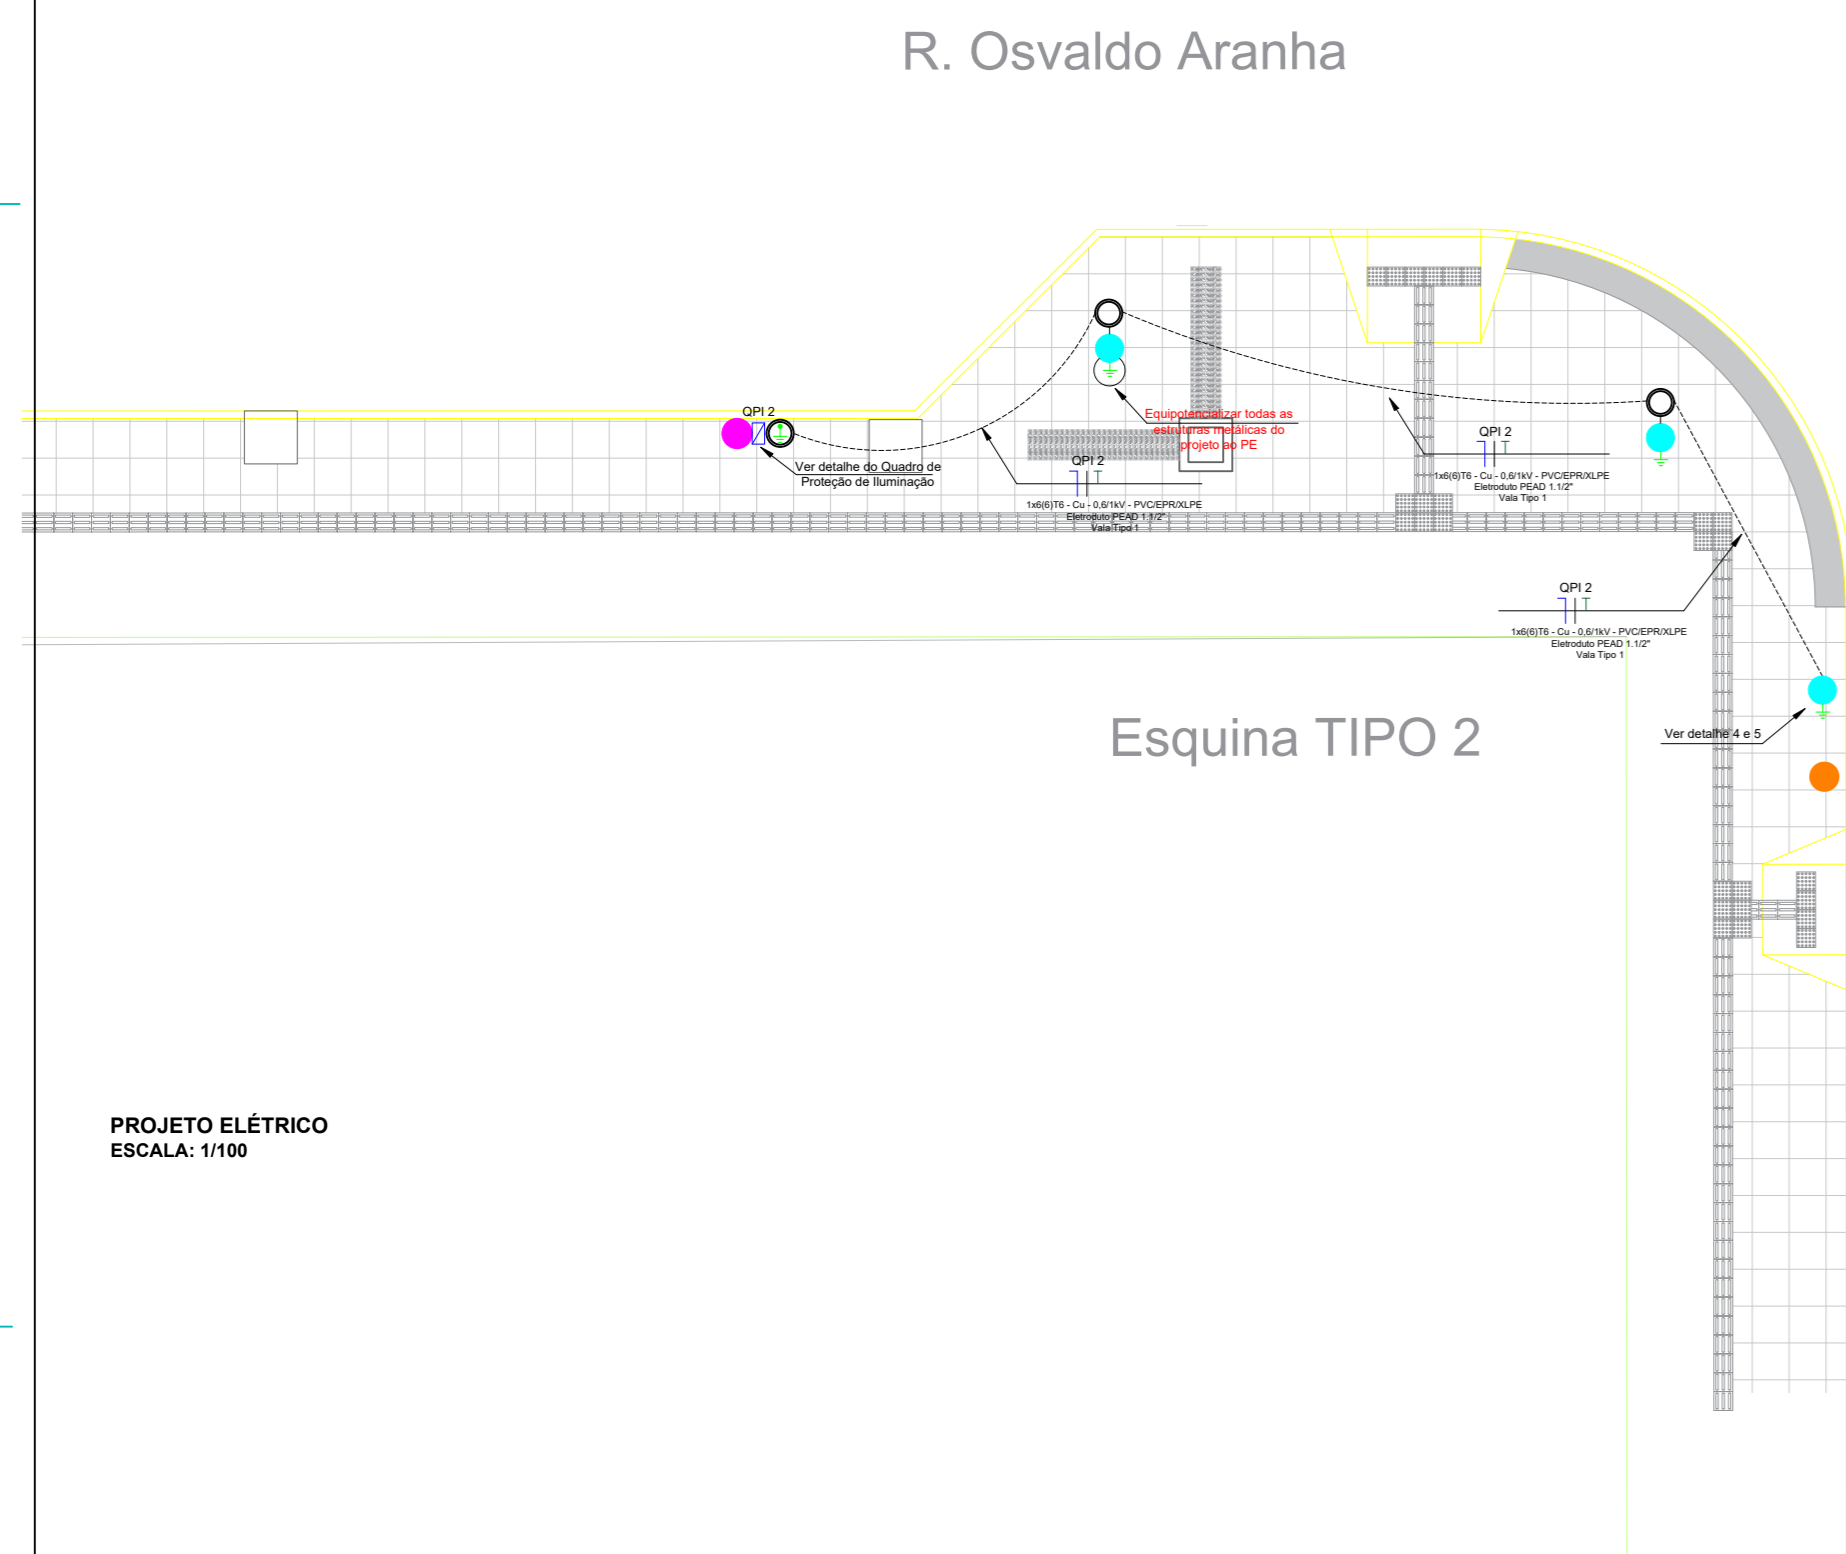 R. Osvaldo Aranha
QPI 2
Ver detalhe do Quadro de
Proteção de Iluminação
Equipotencializar todas as
estruturas metálicas do
projeto ao PE
QPI 2
1x6(6)T6 - Cu - 0,6/1kV - PVC/EPR/XLPE
Eletroduto PEAD 1.1/2"
Vala Tipo 1
QPI 2
1x6(6)T6 - Cu - 0,6/1kV - PVC/EPR/XLPE
Eletroduto PEAD 1.1/2"
Vala Tipo 1
QPI 2
1x6(6)T6 - Cu - 0,6/1kV - PVC/EPR/XLPE
Eletroduto PEAD 1.1/2"
Vala Tipo 1
Esquina TIPO 2
Ver detalhe 4 e 5
PROJETO ELÉTRICO
ESCALA: 1/100